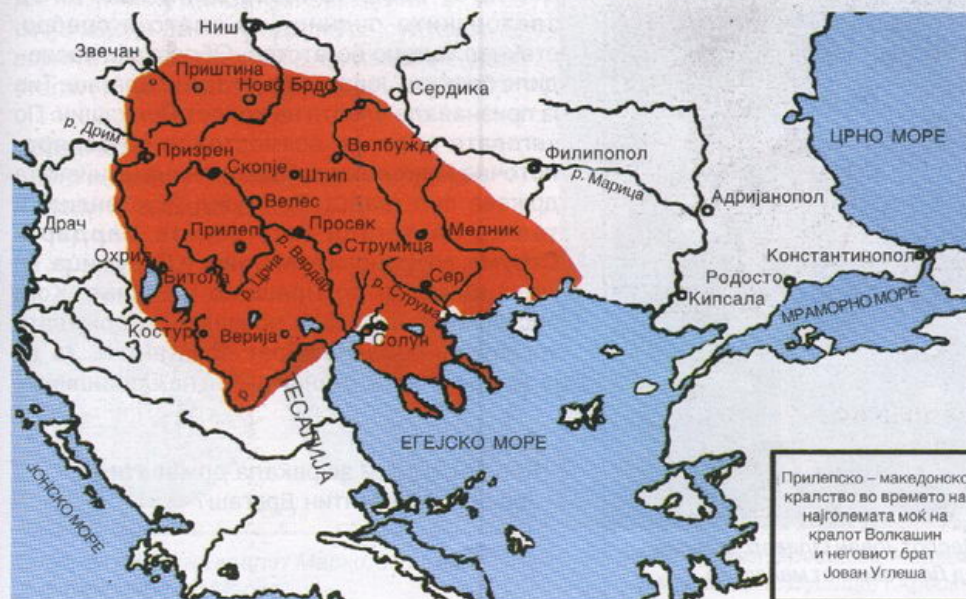 Ниш
Звечан
Приштина
Ново Брдо
Сердика
р. Дрим
Призрен
Велбужд
Скопје
Штип
Филипопол
р. Марица
ЦРНО МОРЕ
Велес
Адријанопол
Драч
Прилеп
Просек
Мелник
Струмица
Охрид
Битола
р. Црна
р. Вардар
Сер
р. Струма
Константинопол
Родосто
Кипсала
МРАМОРНО МОРЕ
Костур
Верија
Солун
ТЕСАЛИЈА
ЕГЕЈСКО МОРЕ
ЈОНСКО МОРЕ
Прилепско – македонско
кралство во времето на
најголемата моќ на
кралот Волкашин
и неговиот брат
Јован Углеша